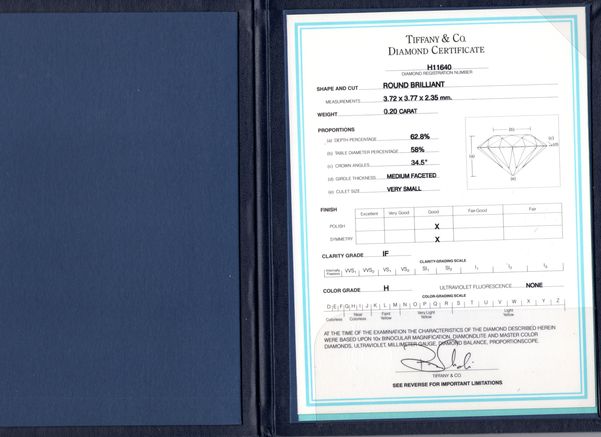 TIFFANY & CO.
DIAMOND CERTIFICATE
H11640
DIAMOND REGISTRATION NUMBER
SHAPE AND CUT ROUND BRILLIANT
MEASUREMENTS 3.72 x 3.77 x 2.35 mm.
WEIGHT 0.20 CARAT
PROPORTIONS
(a) DEPTH PERCENTAGE 62.8%
(b) TABLE DIAMETER PERCENTAGE 58%
(c) CROWN ANGLES 34.5°
(d) GIRDLE THICKNESS MEDIUM FACETED
(e) CULET SIZE VERY SMALL
(b)
(c)
(a)
(d)
(e)
FINISH
Excellent Very Good Good Fair-Good Fair
POLISH X
SYMMETRY X
CLARITY GRADE IF
CLARITY-GRADING SCALE
Internally Flawless VVS1 VVS2 VS1 VS2 SI1 SI2 I1 I2 I3
COLOR GRADE H ULTRAVIOLET FLUORESCENCE NONE
COLOR-GRADING SCALE
D E F G H I J K L M N O P Q R S T U V W X Y Z
Colorless Near Colorless Faint Yellow Very Light Yellow Light Yellow
AT THE TIME OF THE EXAMINATION THE CHARACTERISTICS OF THE DIAMOND DESCRIBED HEREIN
WERE BASED UPON 10x BINOCULAR MAGNIFICATION, DIAMONDLITE AND MASTER COLOR
DIAMONDS, ULTRAVIOLET, MILLIMETER GAUGE, DIAMOND BALANCE, PROPORTIONSCOPE.
TIFFANY & CO.
SEE REVERSE FOR IMPORTANT LIMITATIONS